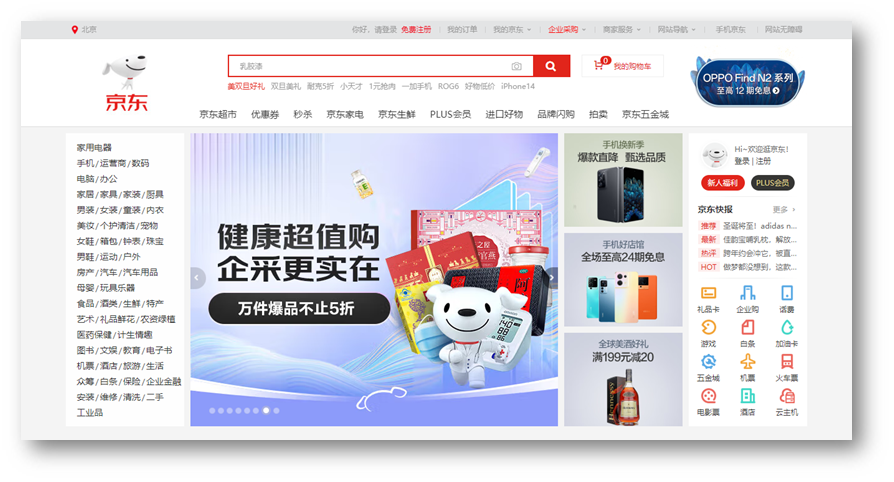 北京
你好，请登录 免费注册 我的订单 我的京东 企业采购 商家服务 网站导航 手机京东 网站无障碍
京东
乳胶漆
0 我的购物车
美双旦好礼 双旦美礼 耐克5折 小天才 1元抢肉 一加手机 ROG6 好物低价 iPhone14
OPPO Find N2 系列
至高 12 期免息
京东超市 优惠券 秒杀 京东家电 京东生鲜 PLUS会员 进口好物 品牌闪购 拍卖 京东五金城
家用电器
手机/运营商/数码
电脑/办公
家居/家具/家装/厨具
男装/女装/童装/内衣
美妆/个护清洁/宠物
女鞋/箱包/钟表/珠宝
男鞋/运动/户外
房产/汽车/汽车用品
母婴/玩具乐器
食品/酒类/生鲜/特产
艺术/礼品鲜花/农资绿植
医药保健/计生情趣
图书/文娱/教育/电子书
机票/酒店/旅游/生活
众筹/白条/保险/企业金融
安装/维修/清洗/二手
工业品
健康超值购
企采更实在
万件爆品不止5折
手机换新季
爆款直降 甄选品质
手机好店馆
全场至高24期免息
全球美酒好礼
满199元减20
Hennessy
Hi~欢迎逛京东!
登录 | 注册
新人福利 PLUS会员
京东快报 更多
推荐 圣诞将至! adidas n...
最新 佳韵宝哺乳枕，解放...
热评 跨年约会冲它，被直...
HOT 做梦都没想到，这款...
礼品卡 企业购 话费
游戏 白条 加油卡
五金城 机票 火车票
电影票 酒店 云主机